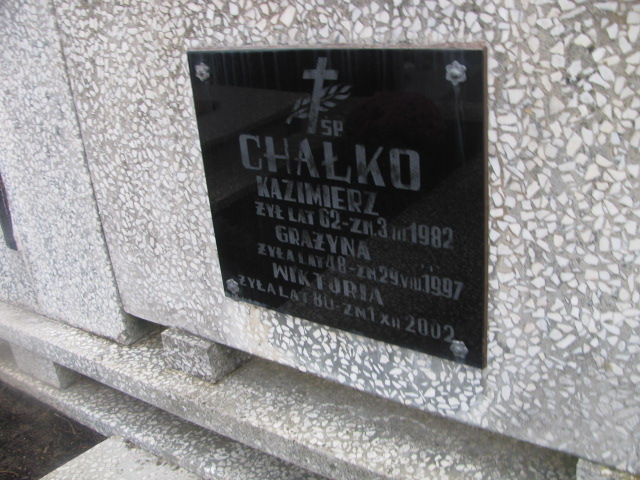 ŚP
CHAŁKO
KAZIMIERZ
ŻYŁ LAT 62-ZM.3 III 1982
GRAŻYNA
ŻYŁA LAT 48-ZM.29 VIII 1997
WIKTORIA
ŻYŁA LAT 80-ZM 1 XII 2002